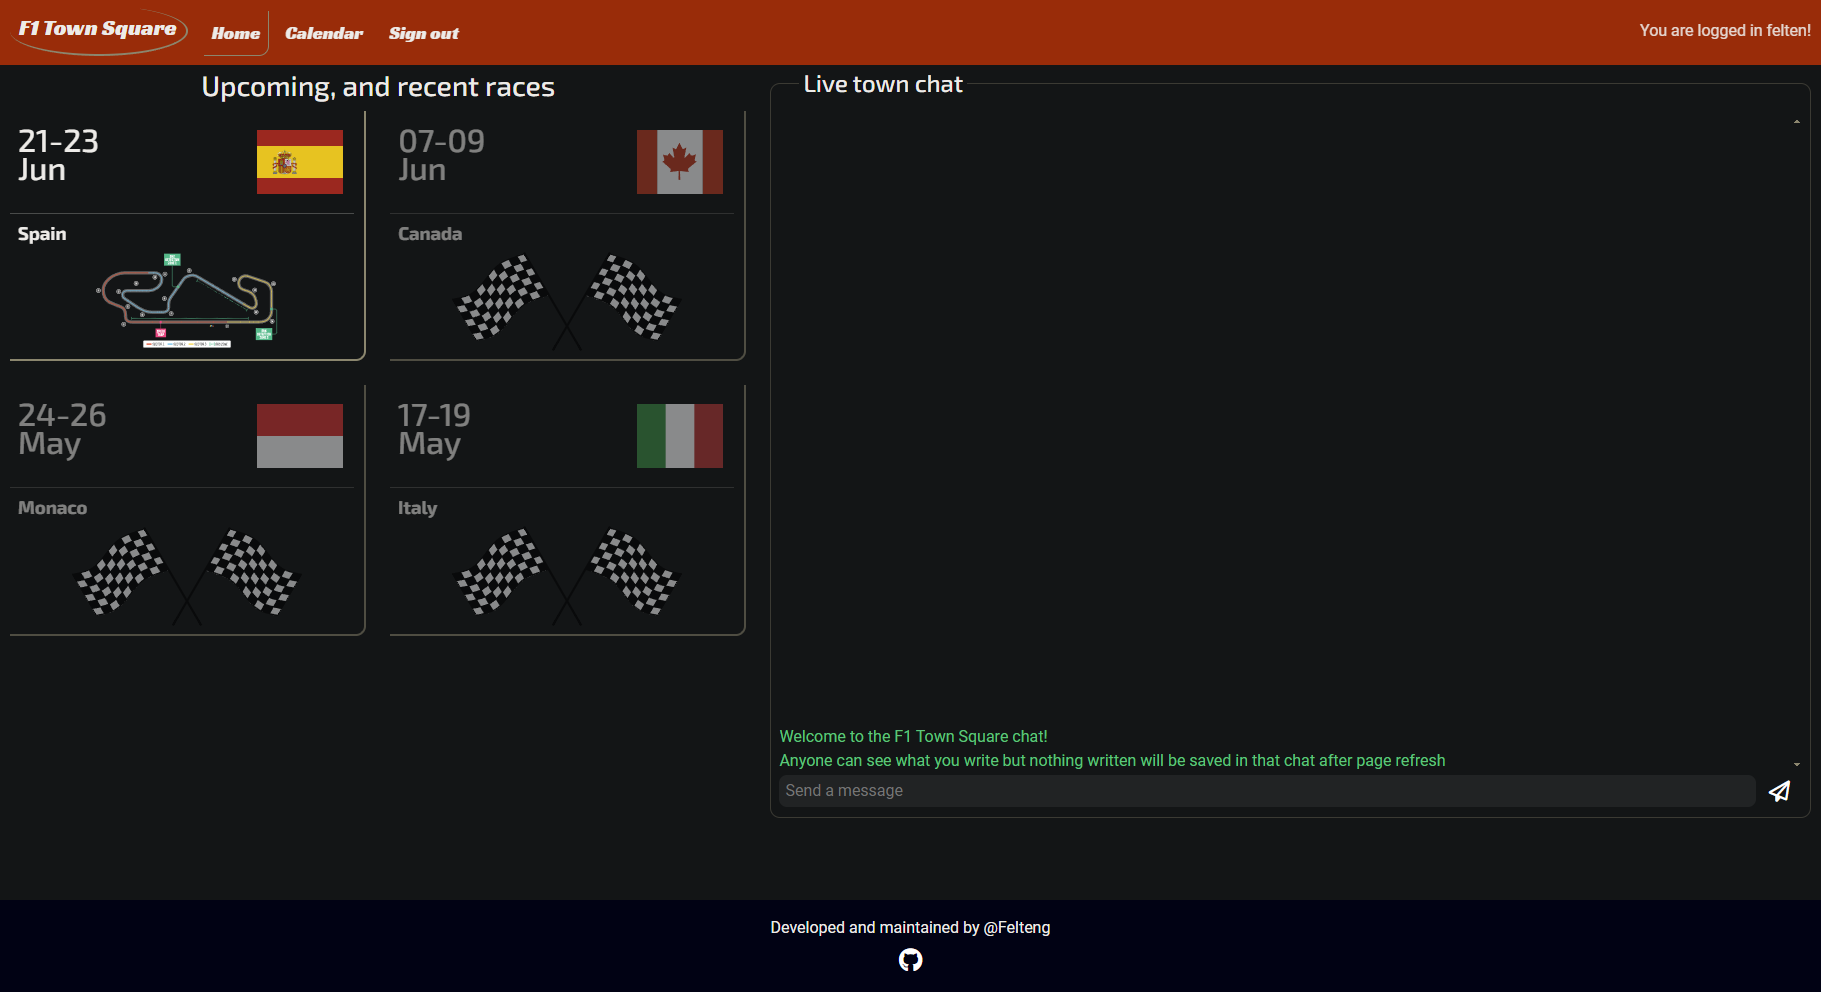 F1 Town Square
Home
Calendar
Sign out
You are logged in felten!
Upcoming, and recent races
21-23
Jun
Spain
07-09
Jun
Canada
24-26
May
Monaco
17-19
May
Italy
Live town chat
Welcome to the F1 Town Square chat!
Anyone can see what you write but nothing written will be saved in that chat after page refresh
Send a message
Developed and maintained by @Felteng